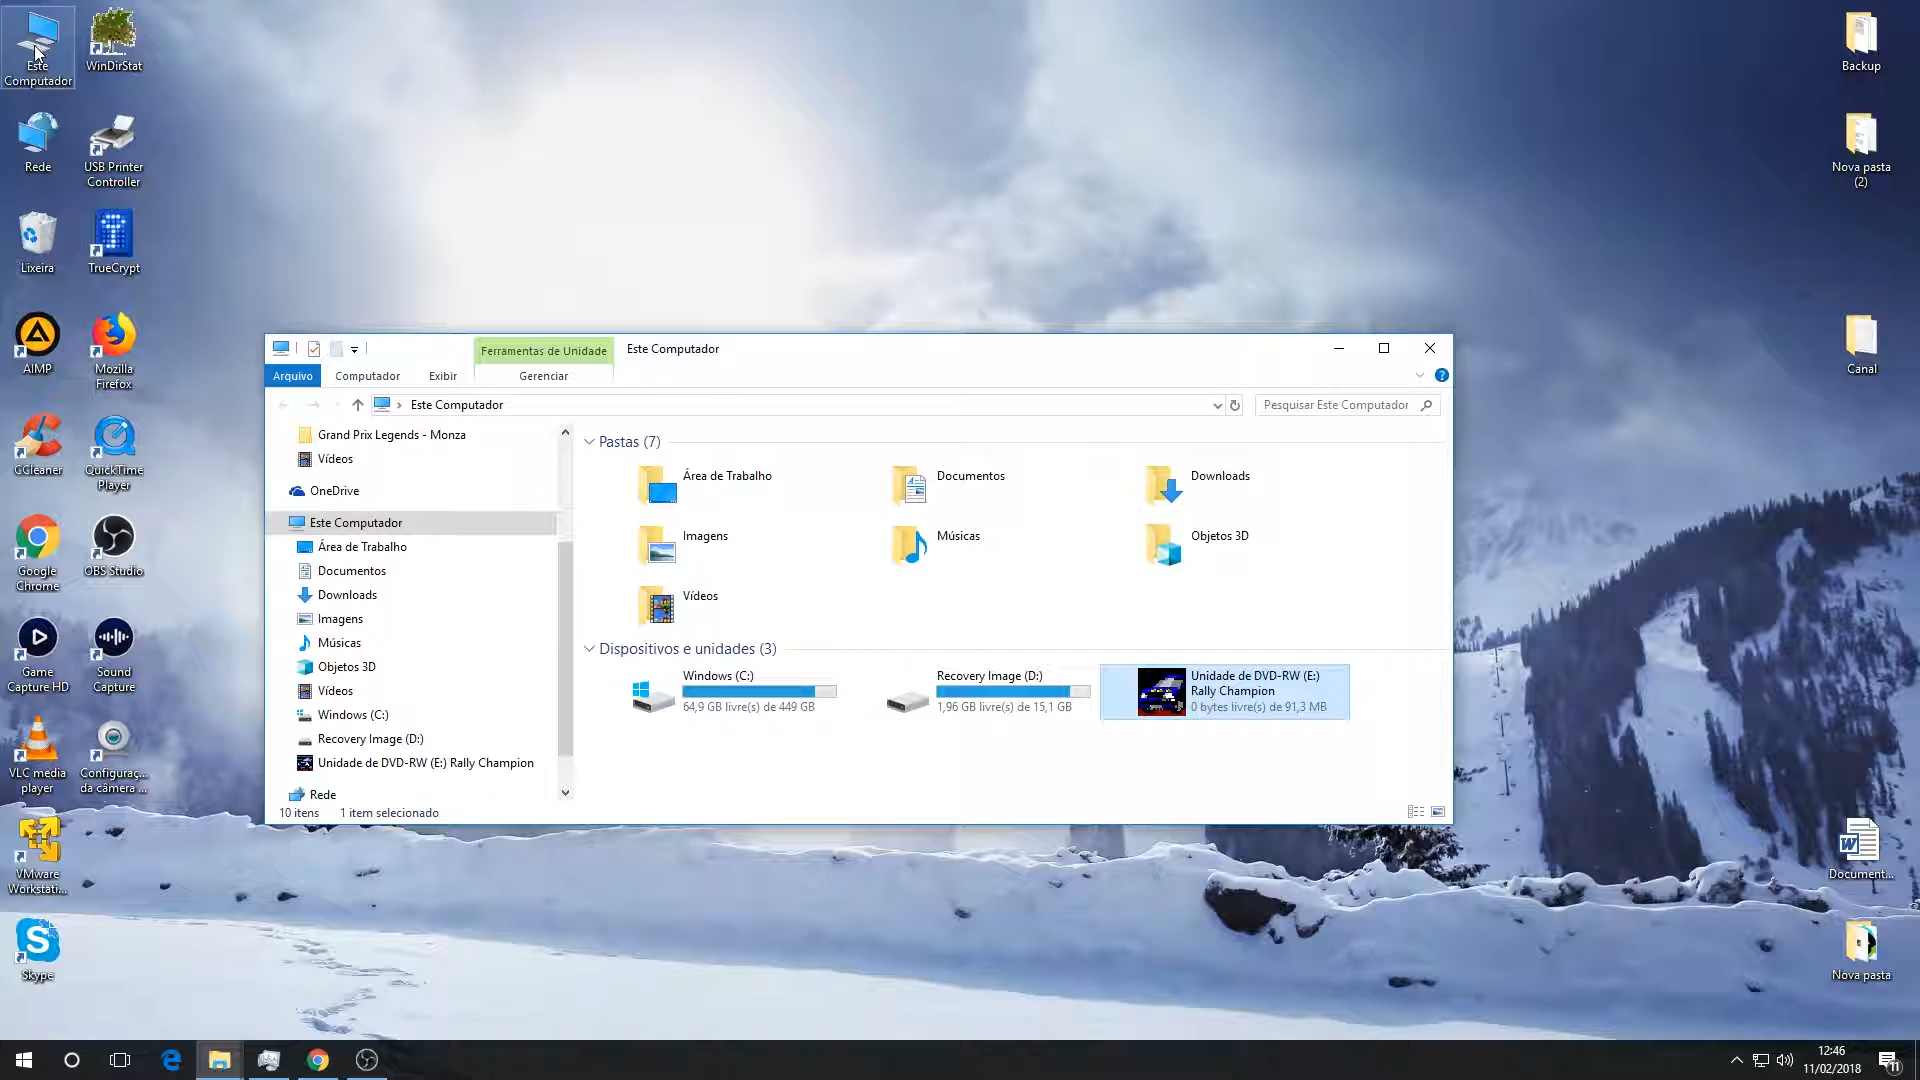 Este
Computador
WinDirStat
Rede
USB Printer
Controller
Lixeira
TrueCrypt
AIMP
Mozilla
Firefox
CCleaner
QuickTime
Player
Google
Chrome
OBS Studio
Game
Capture HD
Sound
Capture
VLC media
player
Configuraç...
da câmera ...
VMware
Workstati...
Skype
Backup
Nova pasta
(2)
Canal
Document...
Nova pasta
Ferramentas de Unidade
Este Computador
Arquivo
Computador
Exibir
Gerenciar
Este Computador
Pesquisar Este Computador
Grand Prix Legends - Monza
Vídeos
OneDrive
Este Computador
Área de Trabalho
Documentos
Downloads
Imagens
Músicas
Objetos 3D
Vídeos
Windows (C:)
Recovery Image (D:)
Unidade de DVD-RW (E:) Rally Champion
Rede
Pastas (7)
Área de Trabalho
Documentos
Downloads
Imagens
Músicas
Objetos 3D
Vídeos
Dispositivos e unidades (3)
Windows (C:)
64,9 GB livre(s) de 449 GB
Recovery Image (D:)
1,96 GB livre(s) de 15,1 GB
Unidade de DVD-RW (E:)
Rally Champion
0 bytes livre(s) de 91,3 MB
10 itens
1 item selecionado
12:46
11/02/2018
11